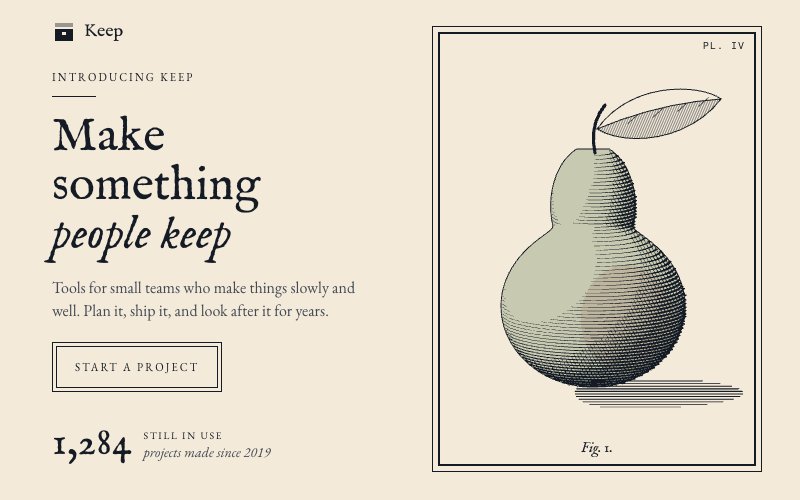 Keep
INTRODUCING KEEP
Make
something
people keep
Tools for small teams who make things slowly and
well. Plan it, ship it, and look after it for years.
START A PROJECT
1,284
STILL IN USE
projects made since 2019
PL. IV
Fig. 1.